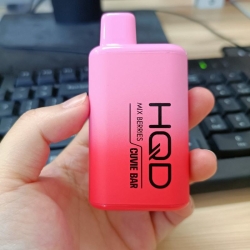 HQD
MIX BERRIES / CUVIE BAR